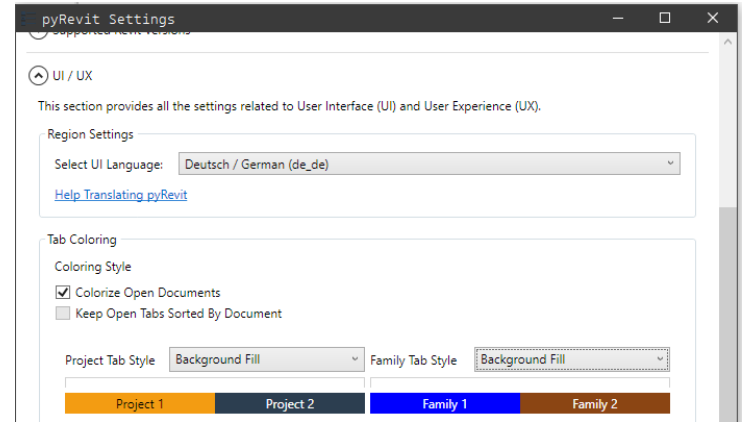 pyRevit Settings
Supported Revit Versions
UI / UX
This section provides all the settings related to User Interface (UI) and User Experience (UX).
Region Settings
Select UI Language: Deutsch / German (de_de)
Help Translating pyRevit
Tab Coloring
Coloring Style
Colorize Open Documents
Keep Open Tabs Sorted By Document
Project Tab Style Background Fill Family Tab Style Background Fill
Project 1 Project 2 Family 1 Family 2